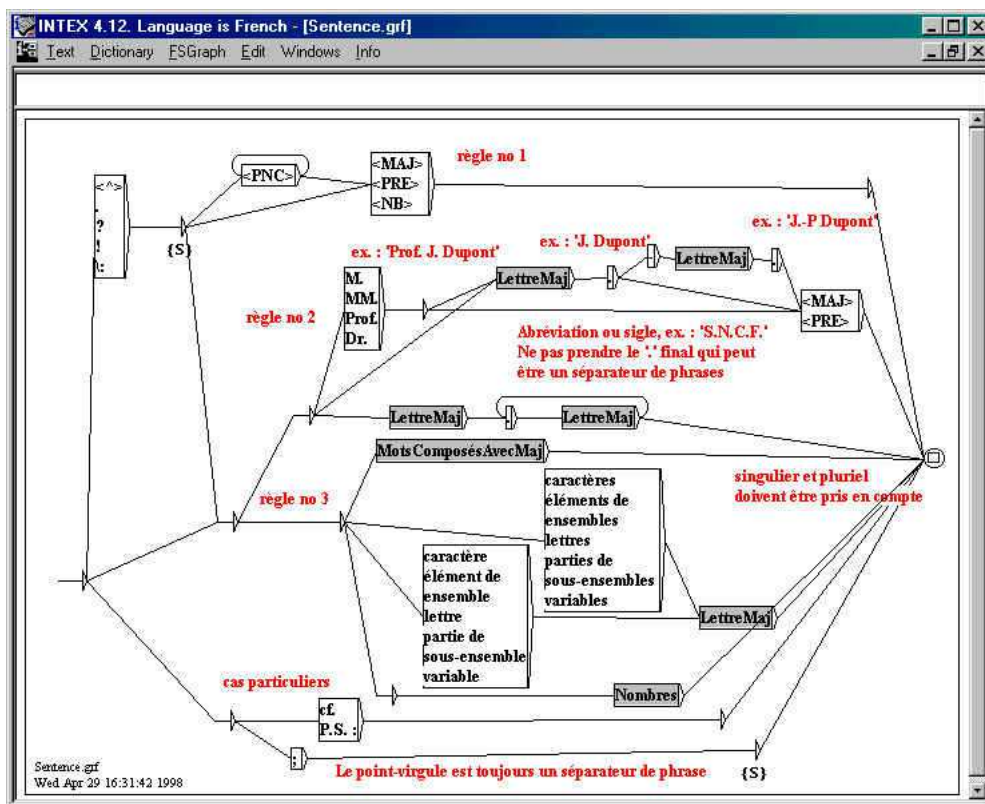 INTEX 4.12. Language is French - [Sentence.grf]
Text Dictionary FSGraph Edit Windows Info
<^>
.
?
!
\:
{S}
<PNC>
<MAJ>
<PRE>
<NB>
règle no 1
ex. : 'J.-P Dupont'
ex. : 'Prof. J. Dupont'
ex. : 'J. Dupont'
règle no 2
M.
MM.
Prof.
Dr.
LettreMaj
.
-
LettreMaj
.
<MAJ>
<PRE>
Abréviation ou sigle, ex. : 'S.N.C.F.'
Ne pas prendre le '.' final qui peut
être un séparateur de phrases
LettreMaj
.
LettreMaj
MotsComposésAvecMaj
règle no 3
singulier et pluriel
doivent être pris en compte
caractères
éléments de
ensembles
lettres
parties de
sous-ensembles
variables
caractère
élément de
ensemble
lettre
partie de
sous-ensemble
variable
LettreMaj
Nombres
cas particuliers
cf.
P.S. :
;
Le point-virgule est toujours un séparateur de phrase
{S}
Sentence.grf
Wed Apr 29 16:31:42 1998